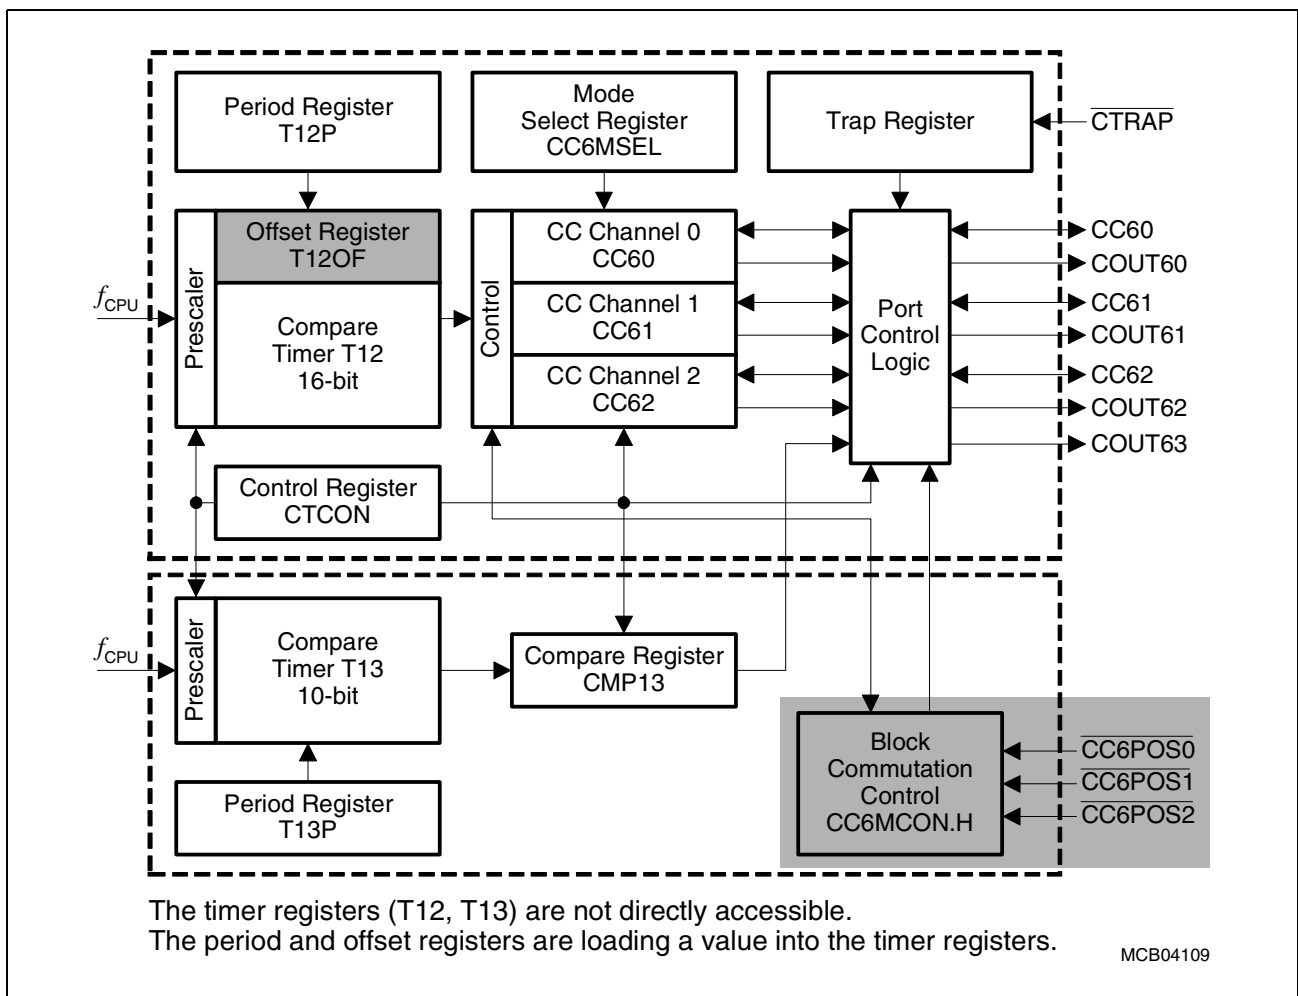 Period Register
T12P
Mode
Select Register
CC6MSEL
Trap Register
CTRAP
Prescaler
Offset Register
T12OF
Compare
Timer T12
16-bit
fCPU
Control
CC Channel 0
CC60
CC Channel 1
CC61
CC Channel 2
CC62
Port
Control
Logic
CC60
COUT60
CC61
COUT61
CC62
COUT62
COUT63
Control Register
CTCON
fCPU
Prescaler
Compare
Timer T13
10-bit
Compare Register
CMP13
Period Register
T13P
Block
Commutation
Control
CC6MCON.H
CC6POS0
CC6POS1
CC6POS2
The timer registers (T12, T13) are not directly accessible.
The period and offset registers are loading a value into the timer registers.
MCB04109